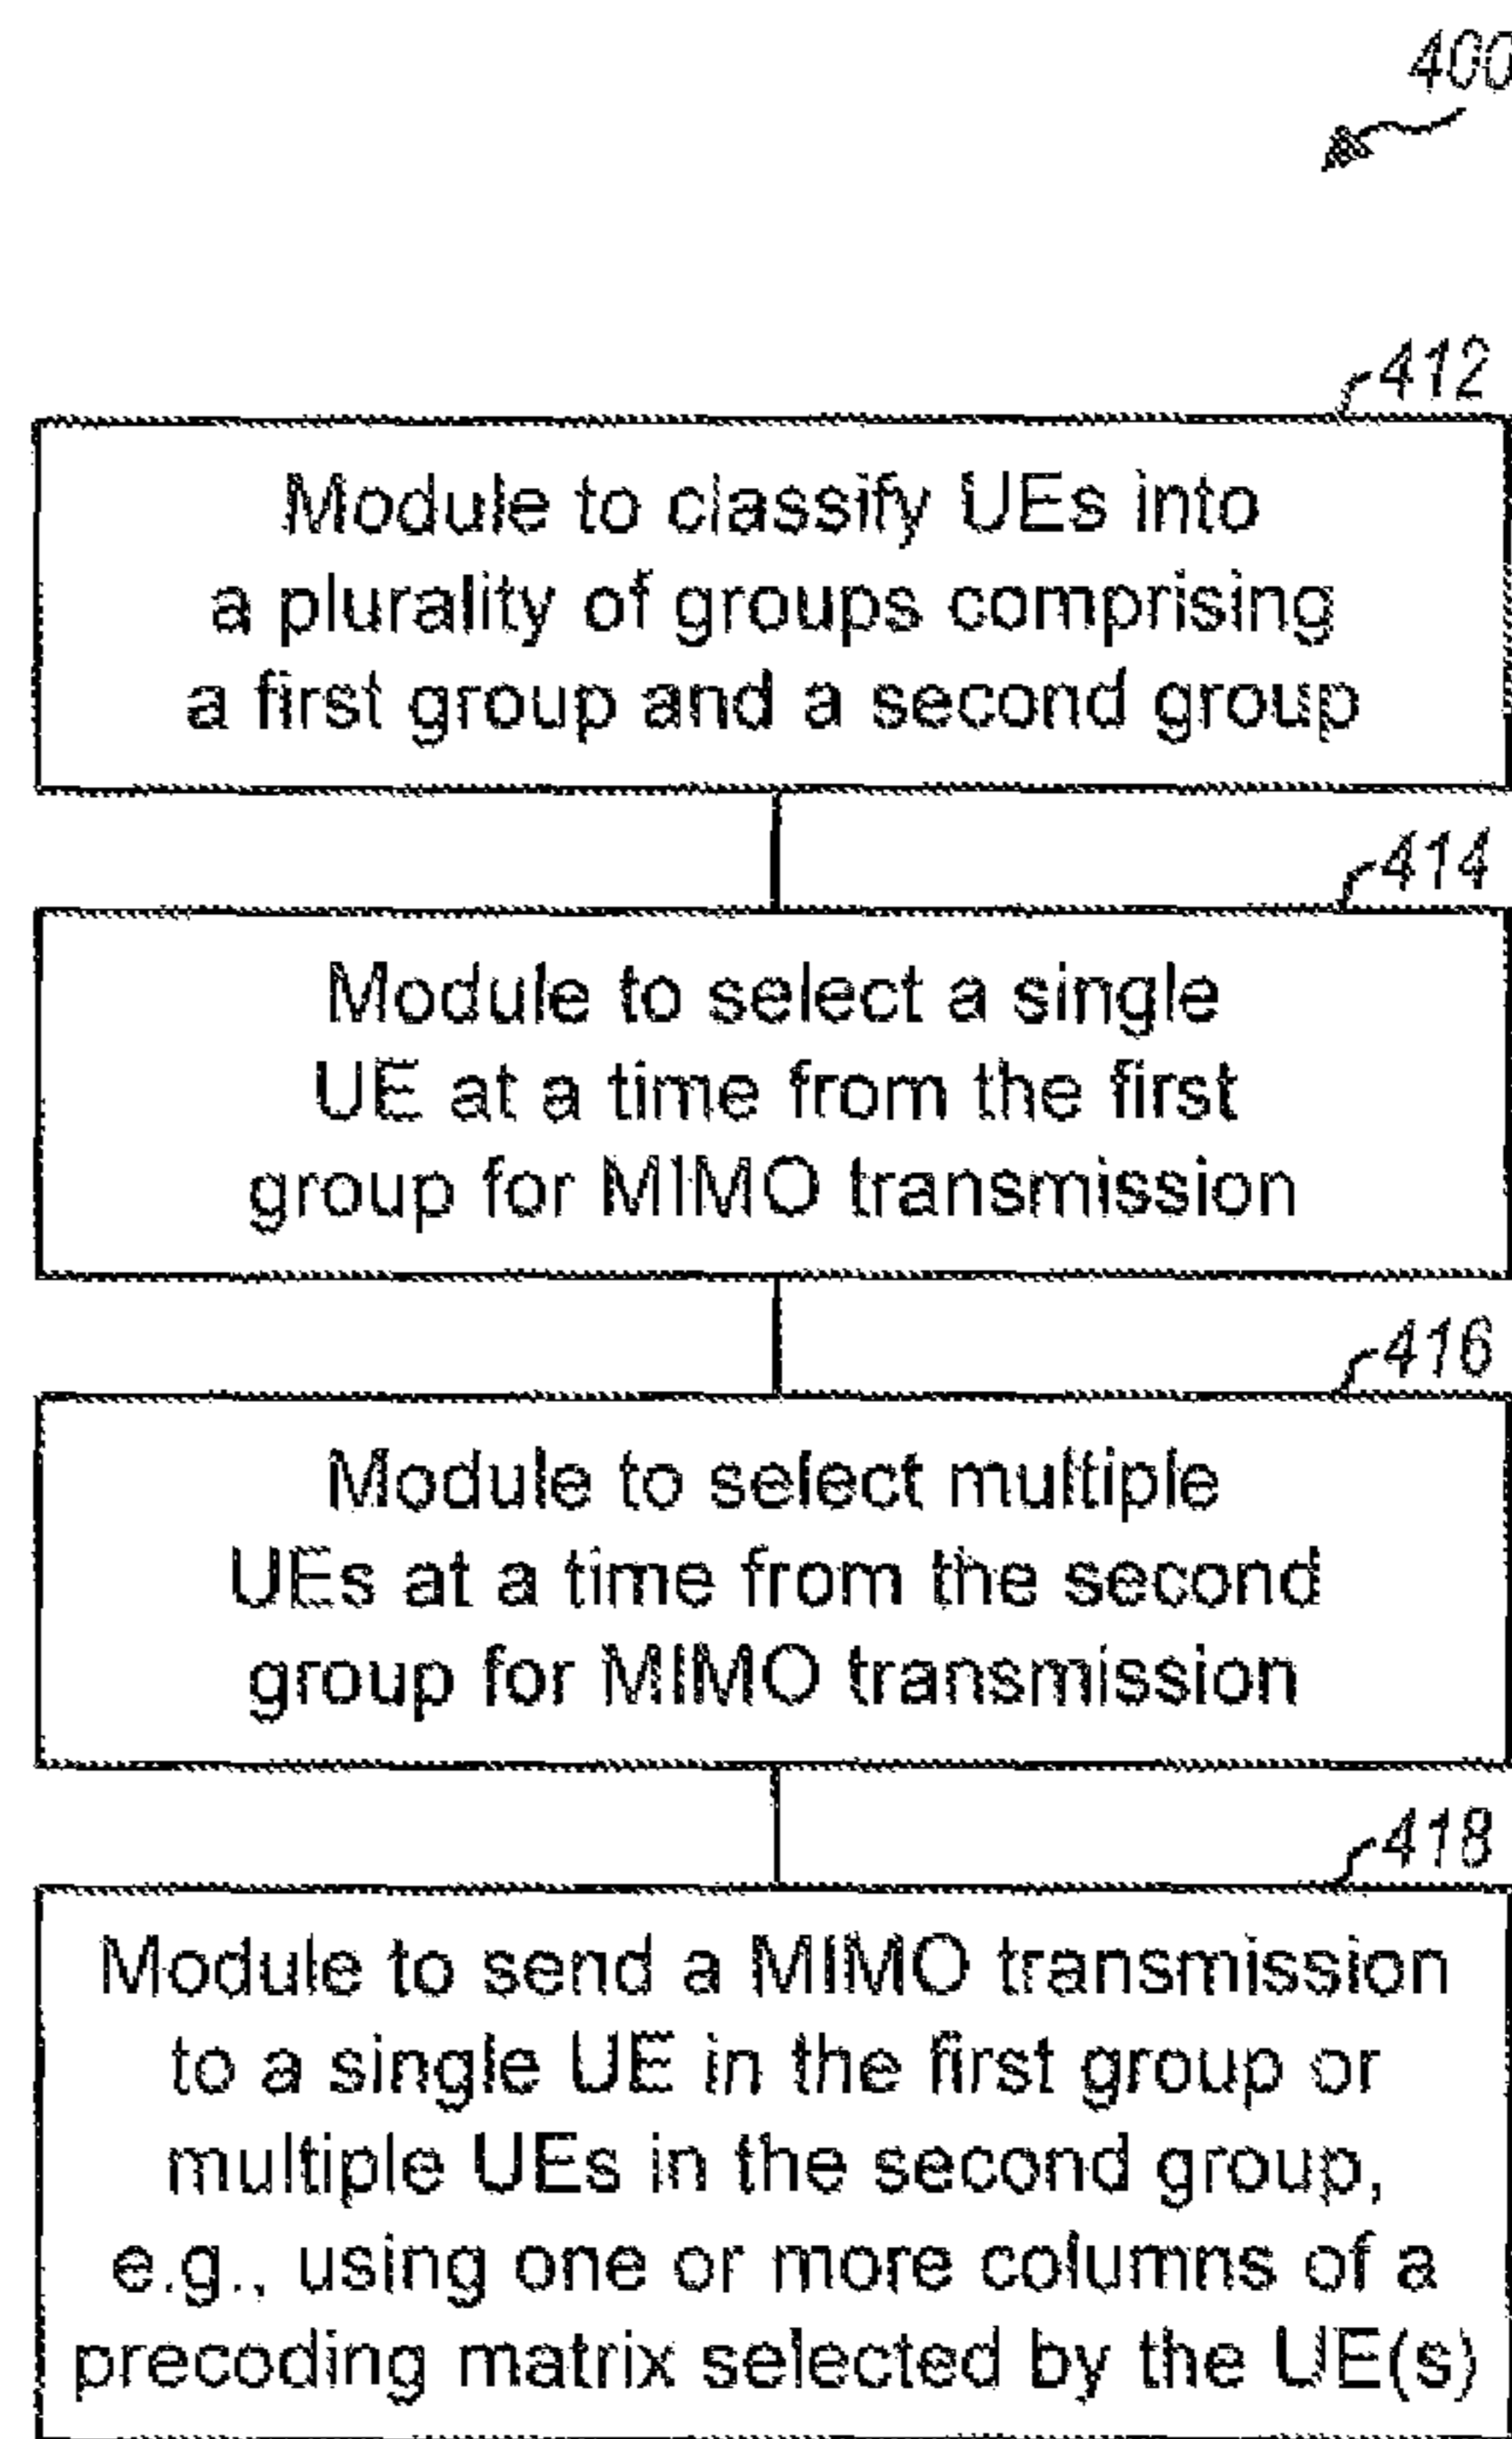 400
412
Module to classify UEs into
a plurality of groups comprising
a first group and a second group
414
Module to select a single
UE at a time from the first
group for MIMO transmission
416
Module to select multiple
UEs at a time from the second
group for MIMO transmission
418
Module to send a MIMO transmission
to a single UE in the first group or
multiple UEs in the second group,
e.g., using one or more columns of a
precoding matrix selected by the UE(s)